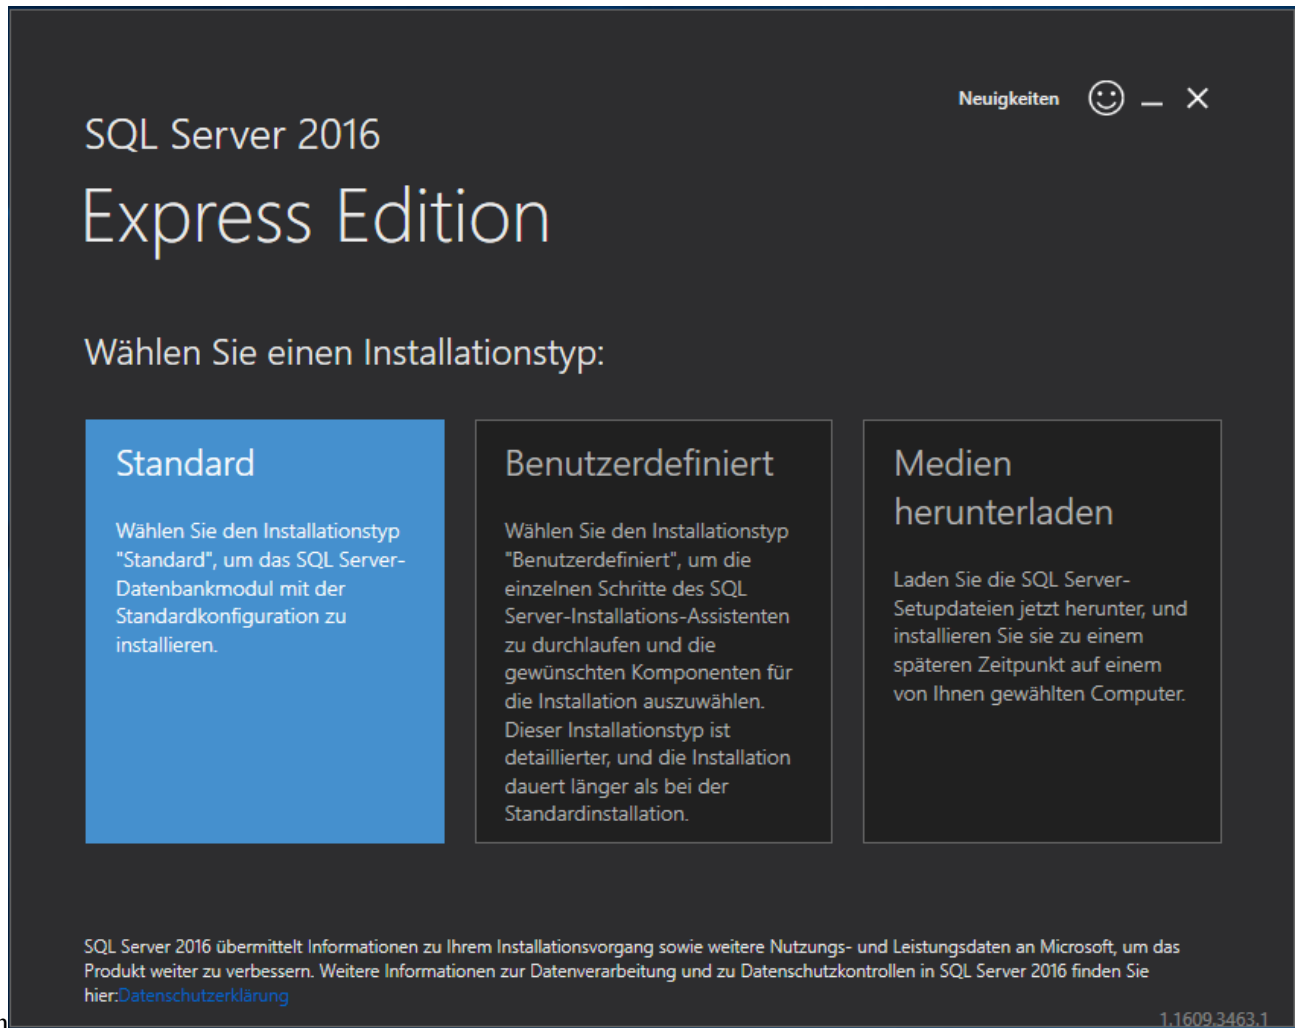 Neuigkeiten
SQL Server 2016
Express Edition
Wählen Sie einen Installationstyp:
Standard
Wählen Sie den Installationstyp
"Standard", um das SQL Server-
Datenbankmodul mit der
Standardkonfiguration zu
installieren.
Benutzerdefiniert
Wählen Sie den Installationstyp
"Benutzerdefiniert", um die
einzelnen Schritte des SQL
Server-Installations-Assistenten
zu durchlaufen und die
gewünschten Komponenten für
die Installation auszuwählen.
Dieser Installationstyp ist
detaillierter, und die Installation
dauert länger als bei der
Standardinstallation.
Medien
herunterladen
Laden Sie die SQL Server-
Setupdateien jetzt herunter, und
installieren Sie sie zu einem
späteren Zeitpunkt auf einem
von Ihnen gewählten Computer.
SQL Server 2016 übermittelt Informationen zu Ihrem Installationsvorgang sowie weitere Nutzungs- und Leistungsdaten an Microsoft, um das
Produkt weiter zu verbessern. Weitere Informationen zur Datenverarbeitung und zu Datenschutzkontrollen in SQL Server 2016 finden Sie
hier:Datenschutzerklärung
1.1609.3463.1